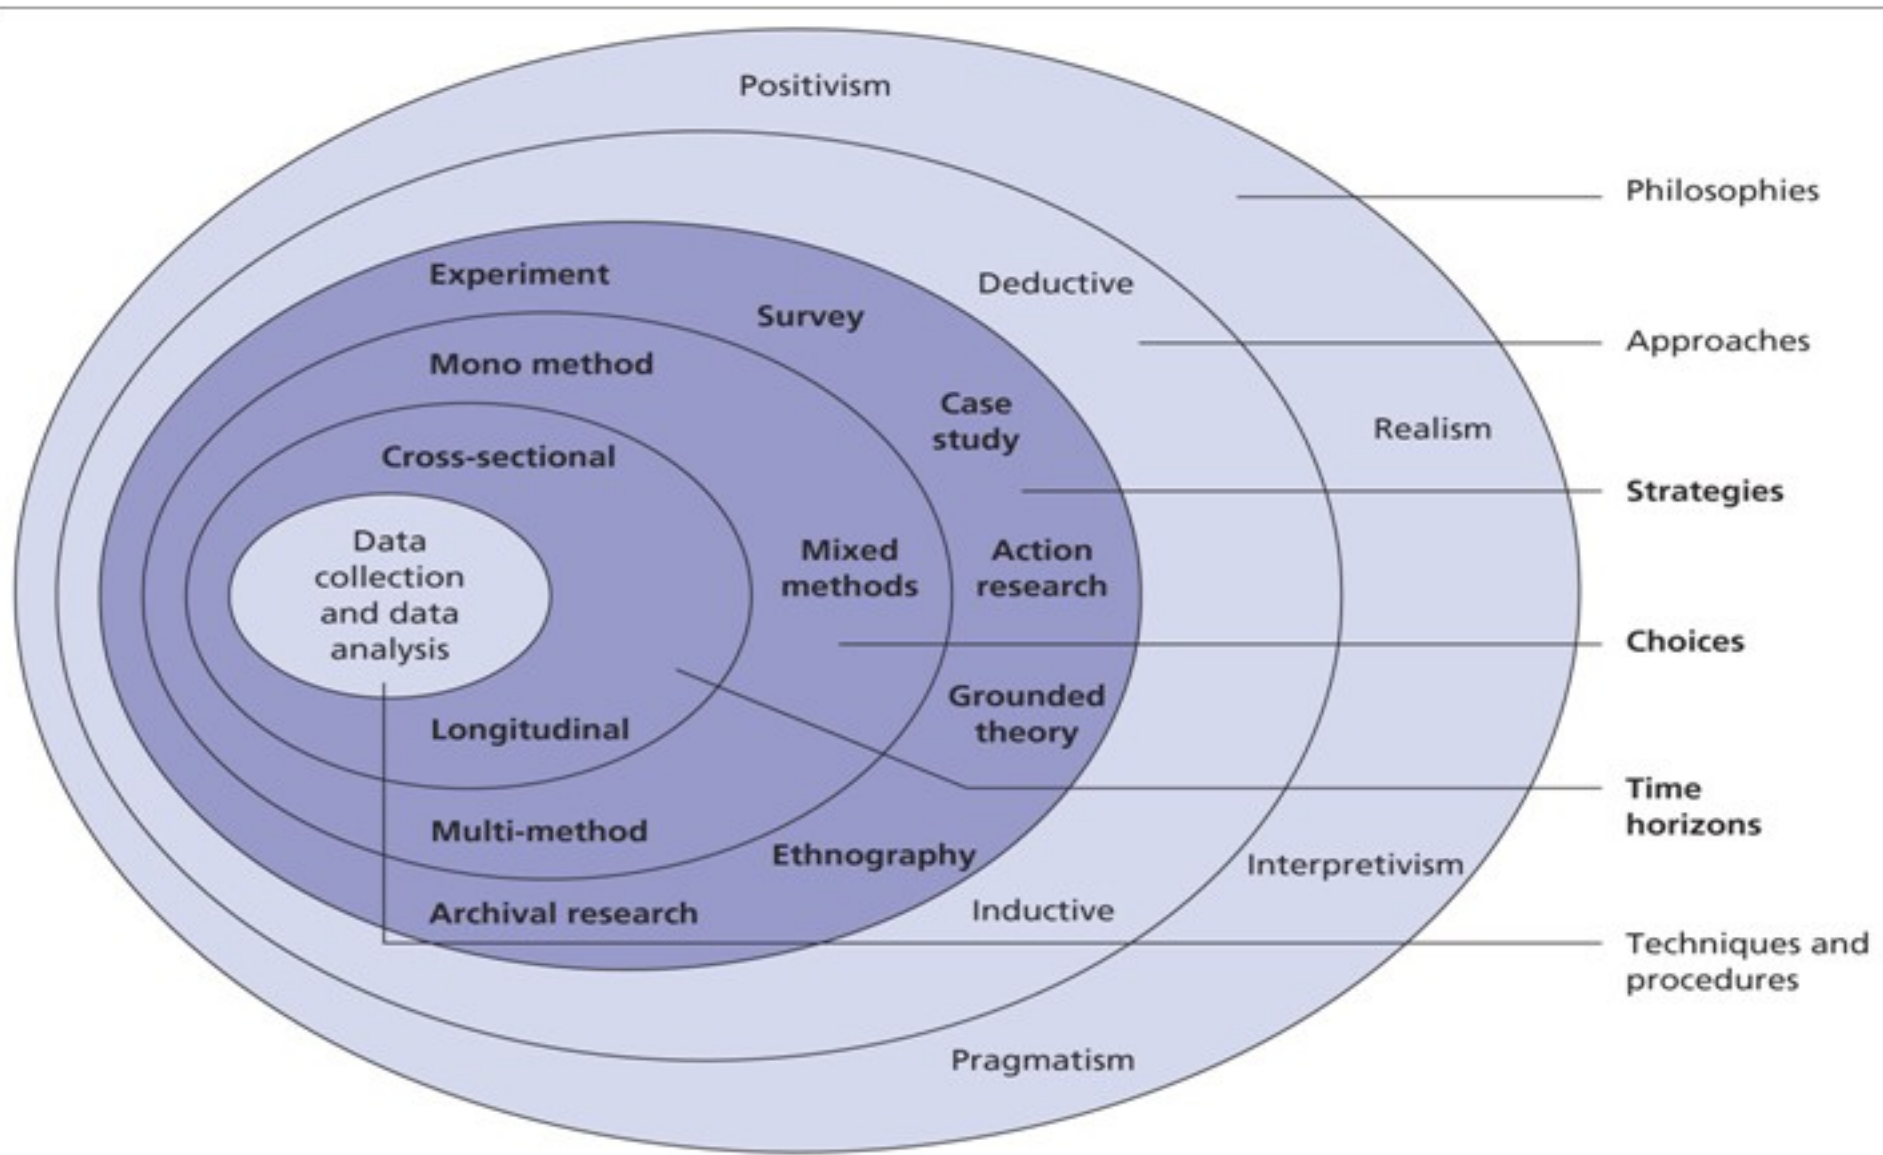 Positivism
Philosophies
Experiment
Deductive
Survey
Approaches
Mono method
Case
study
Realism
Cross-sectional
Strategies
Data
collection
and data
analysis
Mixed
methods
Action
research
Choices
Grounded
theory
Longitudinal
Time
horizons
Multi-method
Ethnography
Interpretivism
Archival research
Inductive
Techniques and
procedures
Pragmatism